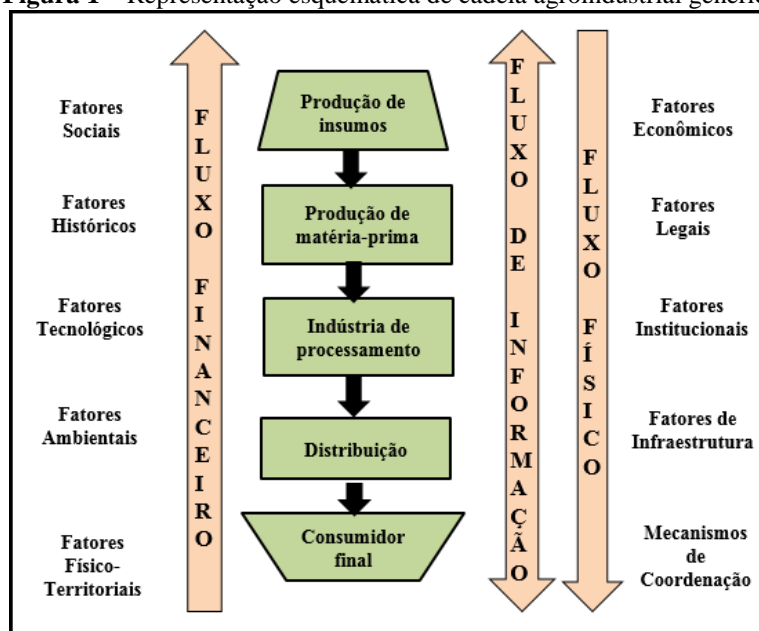 Figura 1 – Representação esquemática de cadeia agroindustrial
Fatores
Sociais
Fatores
Históricos
Fatores
Tecnológicos
Fatores
Ambientais
Fatores
Físico-
Territoriais
FLUXO FINANCEIRO
Produção de
insumos
Produção de
matéria-prima
Indústria de
processamento
Distribuição
Consumidor
final
FLUXO DE INFORMAÇÃO
FLUXO FÍSICO
Fatores
Econômicos
Fatores
Legais
Fatores
Institucionais
Fatores de
Infraestrutura
Mecanismos
de
Coordenação